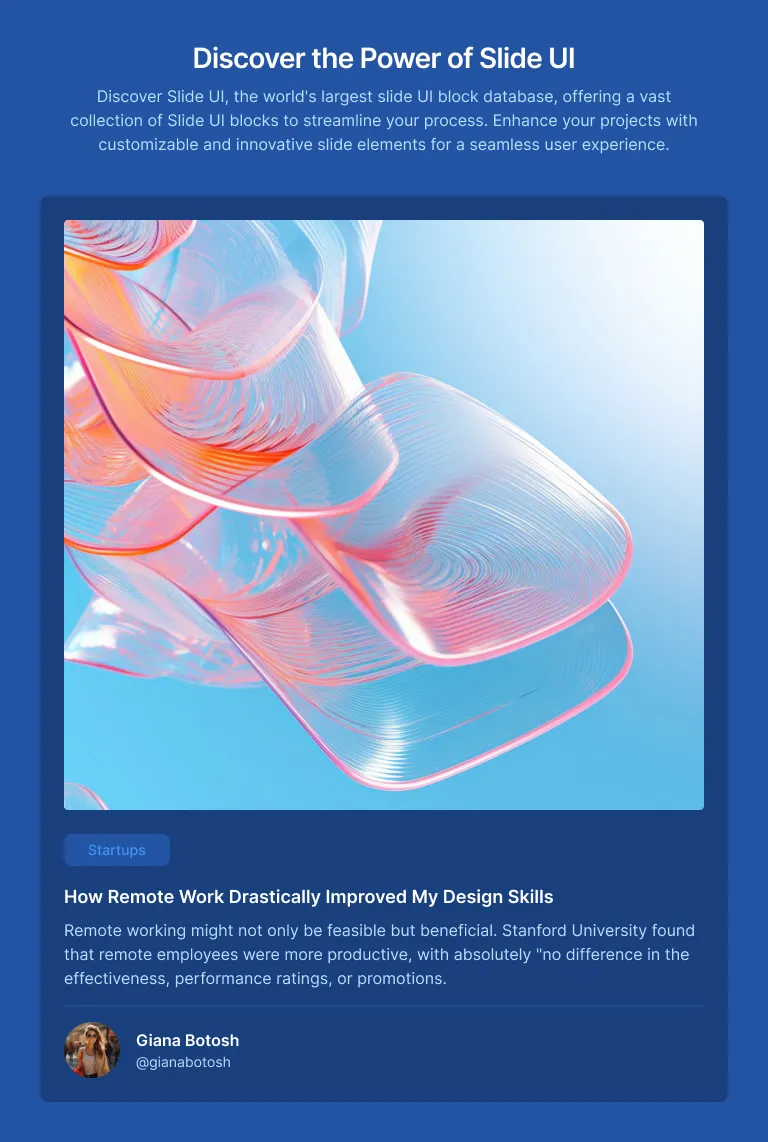 Discover the Power of Slide UI
Discover Slide UI, the world's largest slide UI block database, offering a vast
collection of Slide UI blocks to streamline your process. Enhance your projects with
customizable and innovative slide elements for a seamless user experience.
Startups
How Remote Work Drastically Improved My Design Skills
Remote working might not only be feasible but beneficial. Stanford University found
that remote employees were more productive, with absolutely "no difference in the
effectiveness, performance ratings, or promotions.
Giana Botosh
@gianabotosh